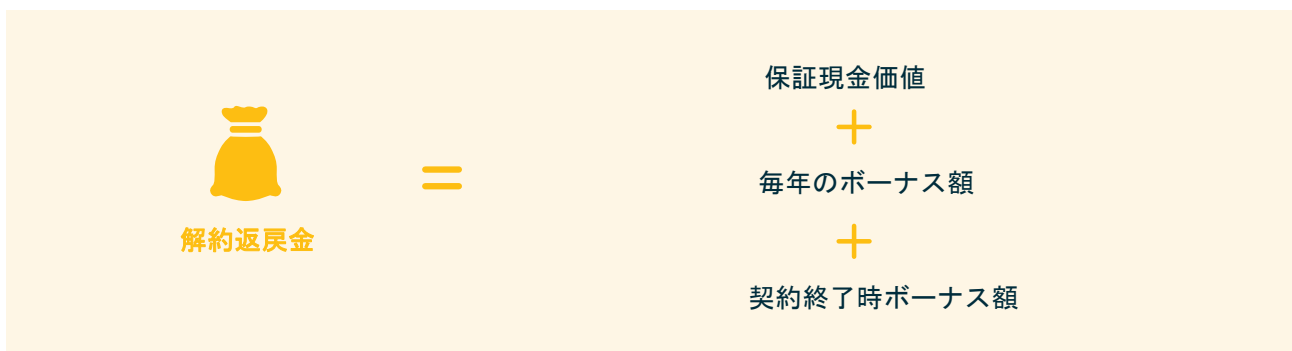 保証現金価値
＋
毎年のボーナス額
＝
解約返戻金
＋
契約終了時ボーナス額